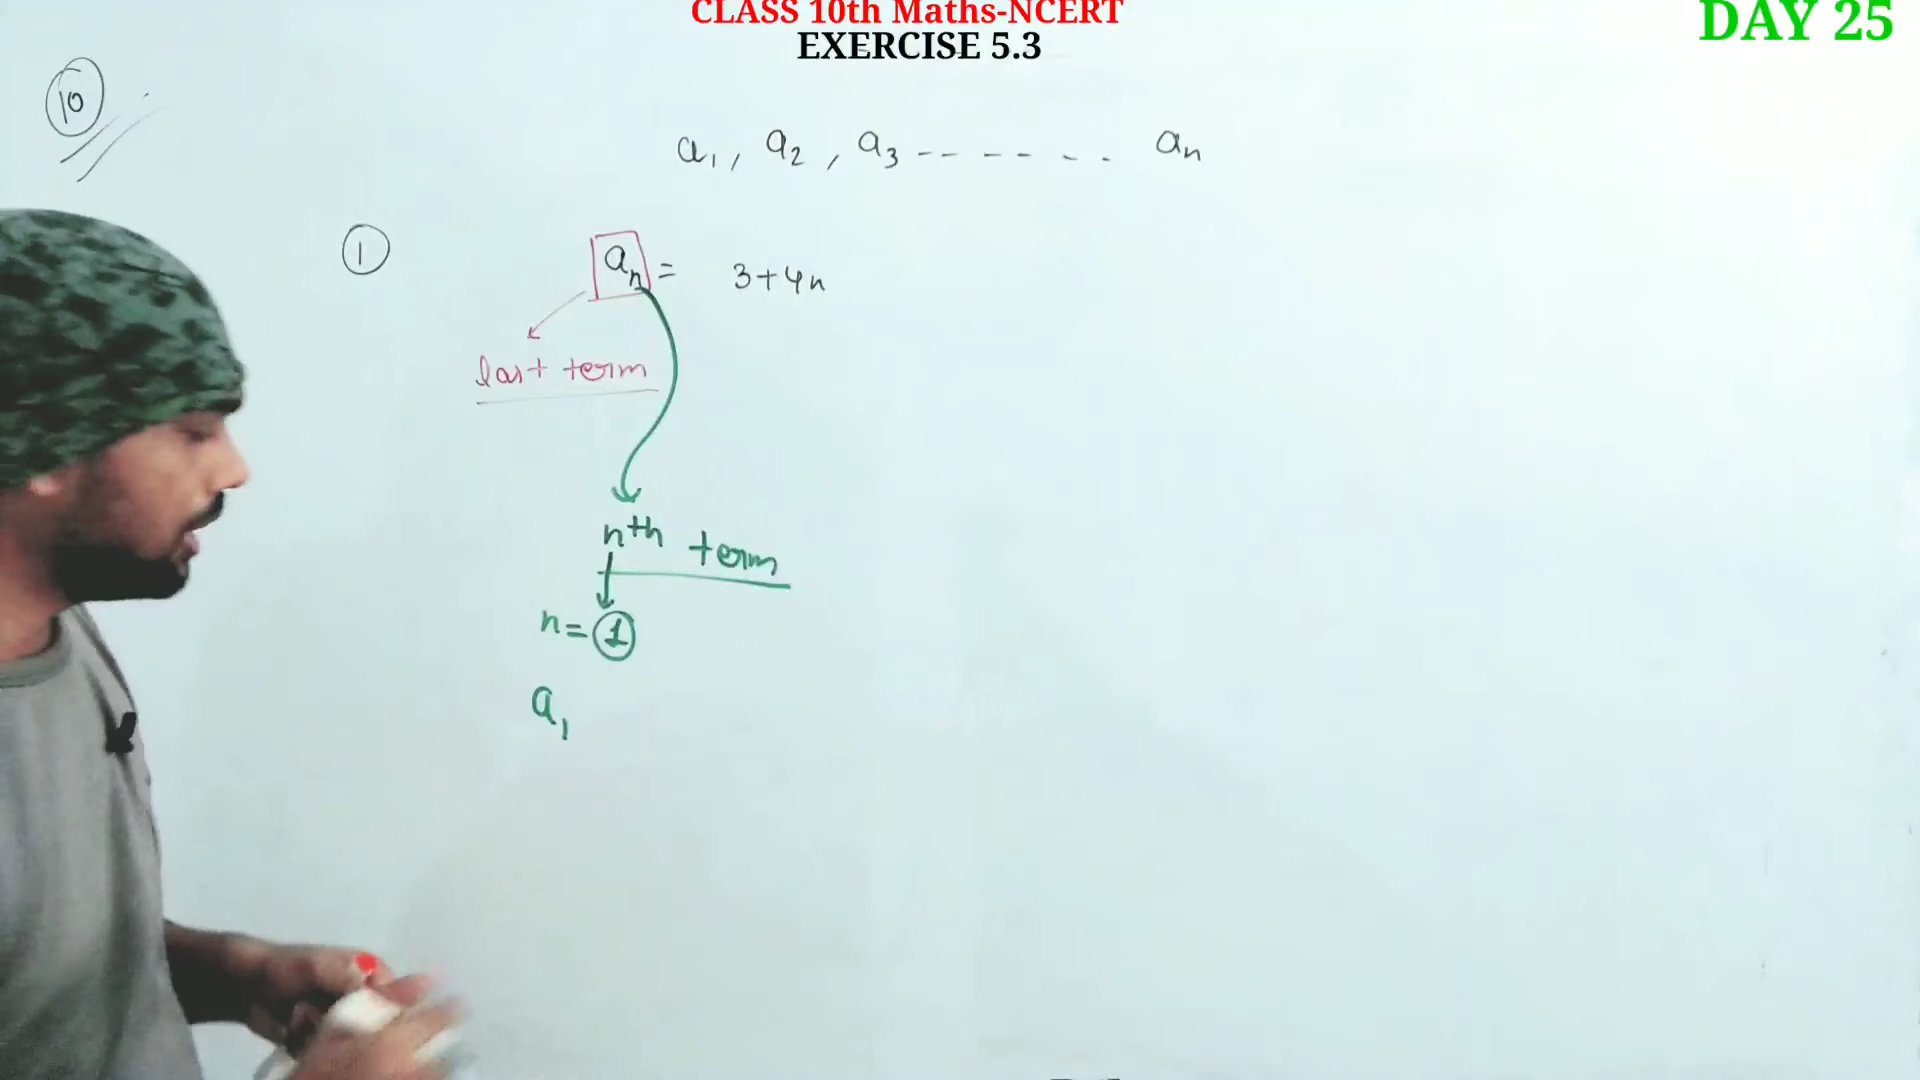 CLASS 10th Maths-NCERT
EXERCISE 5.3
DAY 25
10
a₁, a₂, a₃ - - - - - - - aₙ
1
aₙ = 3+4n
last term
nᵗʰ term
n = 1
a₁